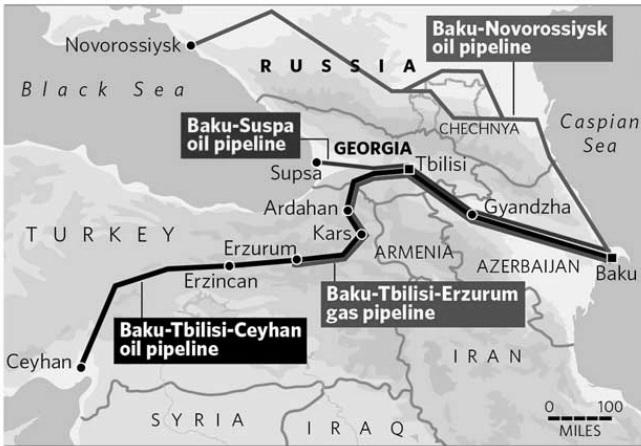 Novorossiysk
Baku-Novorossiysk
oil pipeline
RUSSIA
Black Sea
CHECHNYA
Caspian
Sea
Baku-Suspa
oil pipeline
GEORGIA
Tbilisi
Supsa
Ardahan
Gyandzha
TURKEY
Kars
Erzurum
ARMENIA
AZERBAIJAN
Baku
Erzincan
Baku-Tbilisi-Erzurum
gas pipeline
Baku-Tbilisi-Ceyhan
oil pipeline
Ceyhan
IRAN
SYRIA
IRAQ
0 100
MILES